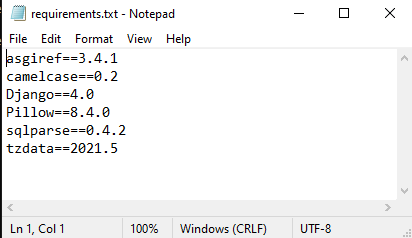 requirements.txt - Notepad
File Edit Format View Help
asgiref==3.4.1
camelcase==0.2
Django==4.0
Pillow==8.4.0
sqlparse==0.4.2
tzdata==2021.5
Ln 1, Col 1 100% Windows (CRLF) UTF-8